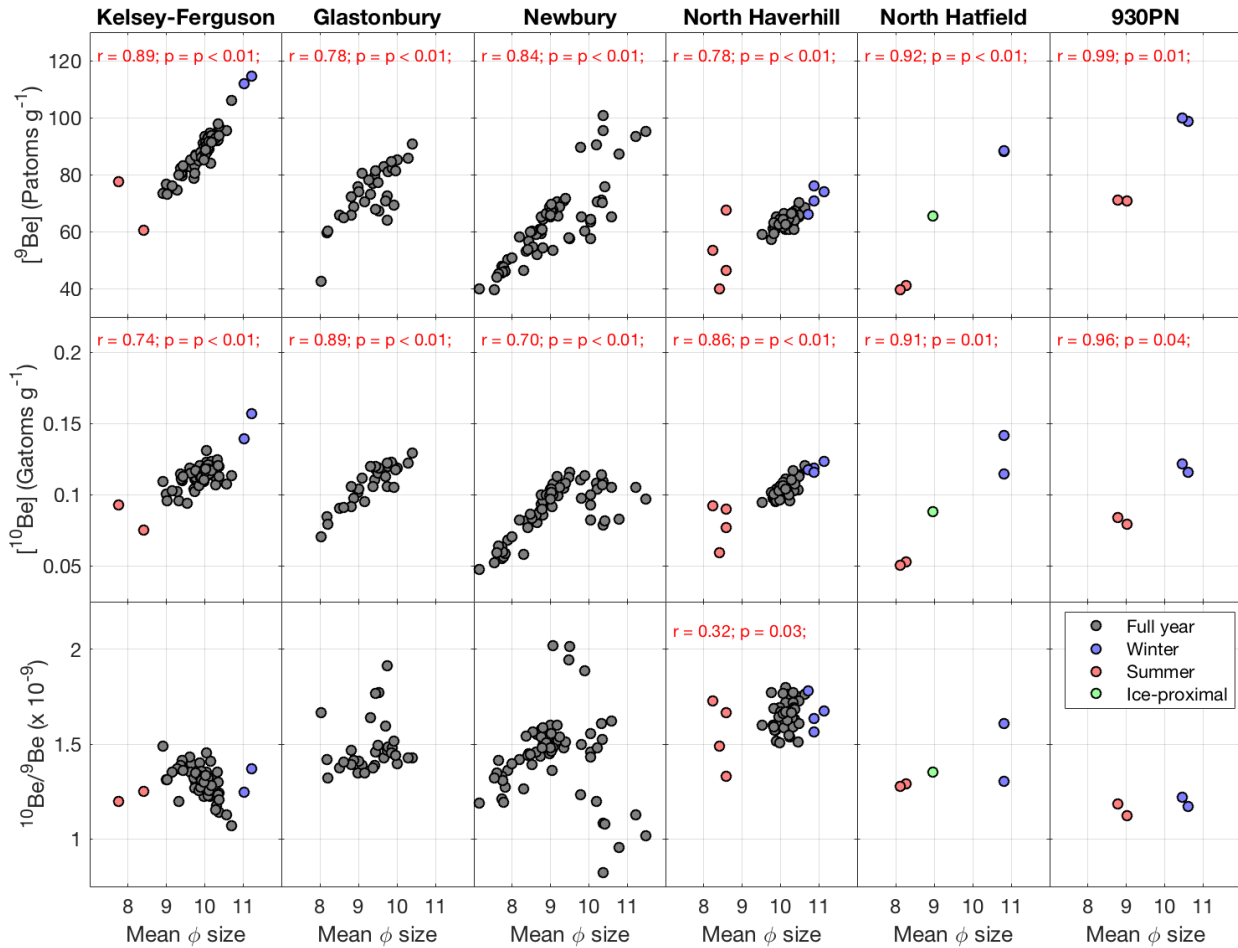 Kelsey-Ferguson Glastonbury Newbury North Haverhill North Hatfield 930PN
r = 0.89; p = p < 0.01; r = 0.78; p = p < 0.01; r = 0.84; p = p < 0.01; r = 0.78; p = p < 0.01; r = 0.92; p = p < 0.01; r = 0.99; p = 0.01;
[⁹Be] (Patoms g⁻¹)
120
100
80
60
40
r = 0.74; p = p < 0.01; r = 0.89; p = p < 0.01; r = 0.70; p = p < 0.01; r = 0.86; p = p < 0.01; r = 0.91; p = 0.01; r = 0.96; p = 0.04;
[¹⁰Be] (Gatoms g⁻¹)
0.2
0.15
0.1
0.05
r = 0.32; p = 0.03;
¹⁰Be/⁹Be (x 10⁻⁹)
2
1.5
1
Full year
Winter
Summer
Ice-proximal
8 9 10 11 8 9 10 11 8 9 10 11 8 9 10 11 8 9 10 11 8 9 10 11
Mean ϕ size Mean ϕ size Mean ϕ size Mean ϕ size Mean ϕ size Mean ϕ size